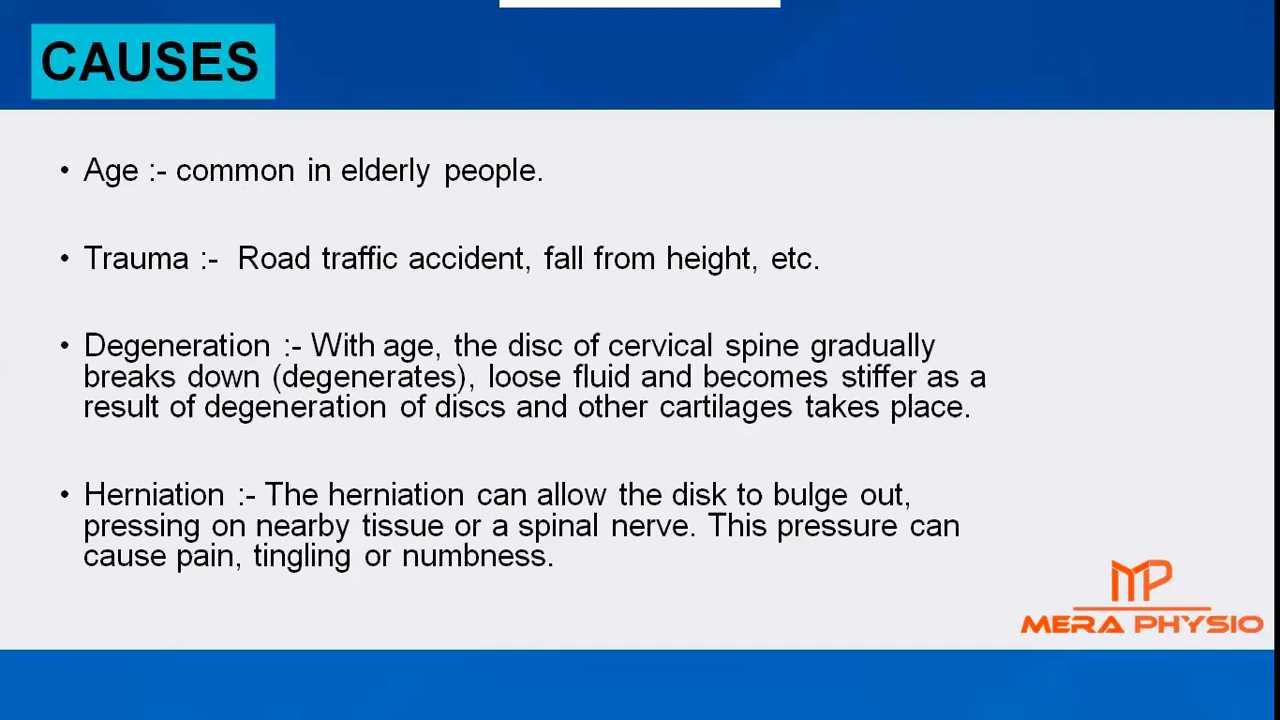 CAUSES
• Age :- common in elderly people.
• Trauma :- Road traffic accident, fall from height, etc.
• Degeneration :- With age, the disc of cervical spine gradually
breaks down (degenerates), loose fluid and becomes stiffer as a
result of degeneration of discs and other cartilages takes place.
• Herniation :- The herniation can allow the disk to bulge out,
pressing on nearby tissue or a spinal nerve. This pressure can
cause pain, tingling or numbness.
MP
MERA PHYSIO